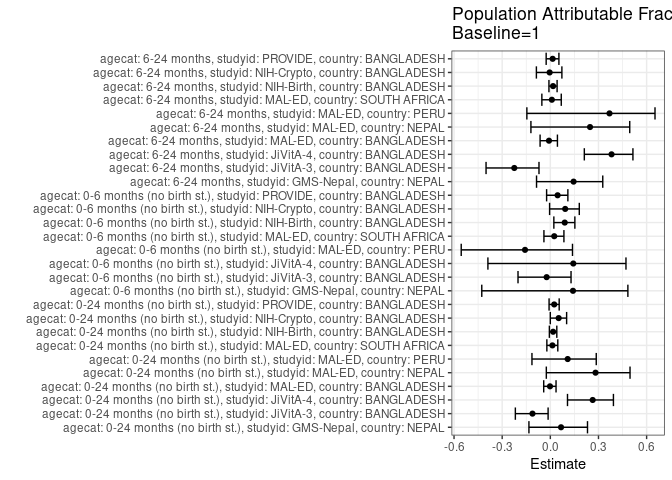 Population Attributable Frac
Baseline=1
agecat: 6-24 months, studyid: PROVIDE, country: BANGLADESH
agecat: 6-24 months, studyid: NIH-Crypto, country: BANGLADESH
agecat: 6-24 months, studyid: NIH-Birth, country: BANGLADESH
agecat: 6-24 months, studyid: MAL-ED, country: SOUTH AFRICA
agecat: 6-24 months, studyid: MAL-ED, country: PERU
agecat: 6-24 months, studyid: MAL-ED, country: NEPAL
agecat: 6-24 months, studyid: MAL-ED, country: BANGLADESH
agecat: 6-24 months, studyid: JiVitA-4, country: BANGLADESH
agecat: 6-24 months, studyid: JiVitA-3, country: BANGLADESH
agecat: 6-24 months, studyid: GMS-Nepal, country: NEPAL
agecat: 0-6 months (no birth st.), studyid: PROVIDE, country: BANGLADESH
agecat: 0-6 months (no birth st.), studyid: NIH-Crypto, country: BANGLADESH
agecat: 0-6 months (no birth st.), studyid: NIH-Birth, country: BANGLADESH
agecat: 0-6 months (no birth st.), studyid: MAL-ED, country: SOUTH AFRICA
agecat: 0-6 months (no birth st.), studyid: MAL-ED, country: PERU
agecat: 0-6 months (no birth st.), studyid: JiVitA-4, country: BANGLADESH
agecat: 0-6 months (no birth st.), studyid: JiVitA-3, country: BANGLADESH
agecat: 0-6 months (no birth st.), studyid: GMS-Nepal, country: NEPAL
agecat: 0-24 months (no birth st.), studyid: PROVIDE, country: BANGLADESH
agecat: 0-24 months (no birth st.), studyid: NIH-Crypto, country: BANGLADESH
agecat: 0-24 months (no birth st.), studyid: NIH-Birth, country: BANGLADESH
agecat: 0-24 months (no birth st.), studyid: MAL-ED, country: SOUTH AFRICA
agecat: 0-24 months (no birth st.), studyid: MAL-ED, country: PERU
agecat: 0-24 months (no birth st.), studyid: MAL-ED, country: NEPAL
agecat: 0-24 months (no birth st.), studyid: MAL-ED, country: BANGLADESH
agecat: 0-24 months (no birth st.), studyid: JiVitA-4, country: BANGLADESH
agecat: 0-24 months (no birth st.), studyid: JiVitA-3, country: BANGLADESH
agecat: 0-24 months (no birth st.), studyid: GMS-Nepal, country: NEPAL
-0.6 -0.3 0.0 0.3 0.6
Estimate